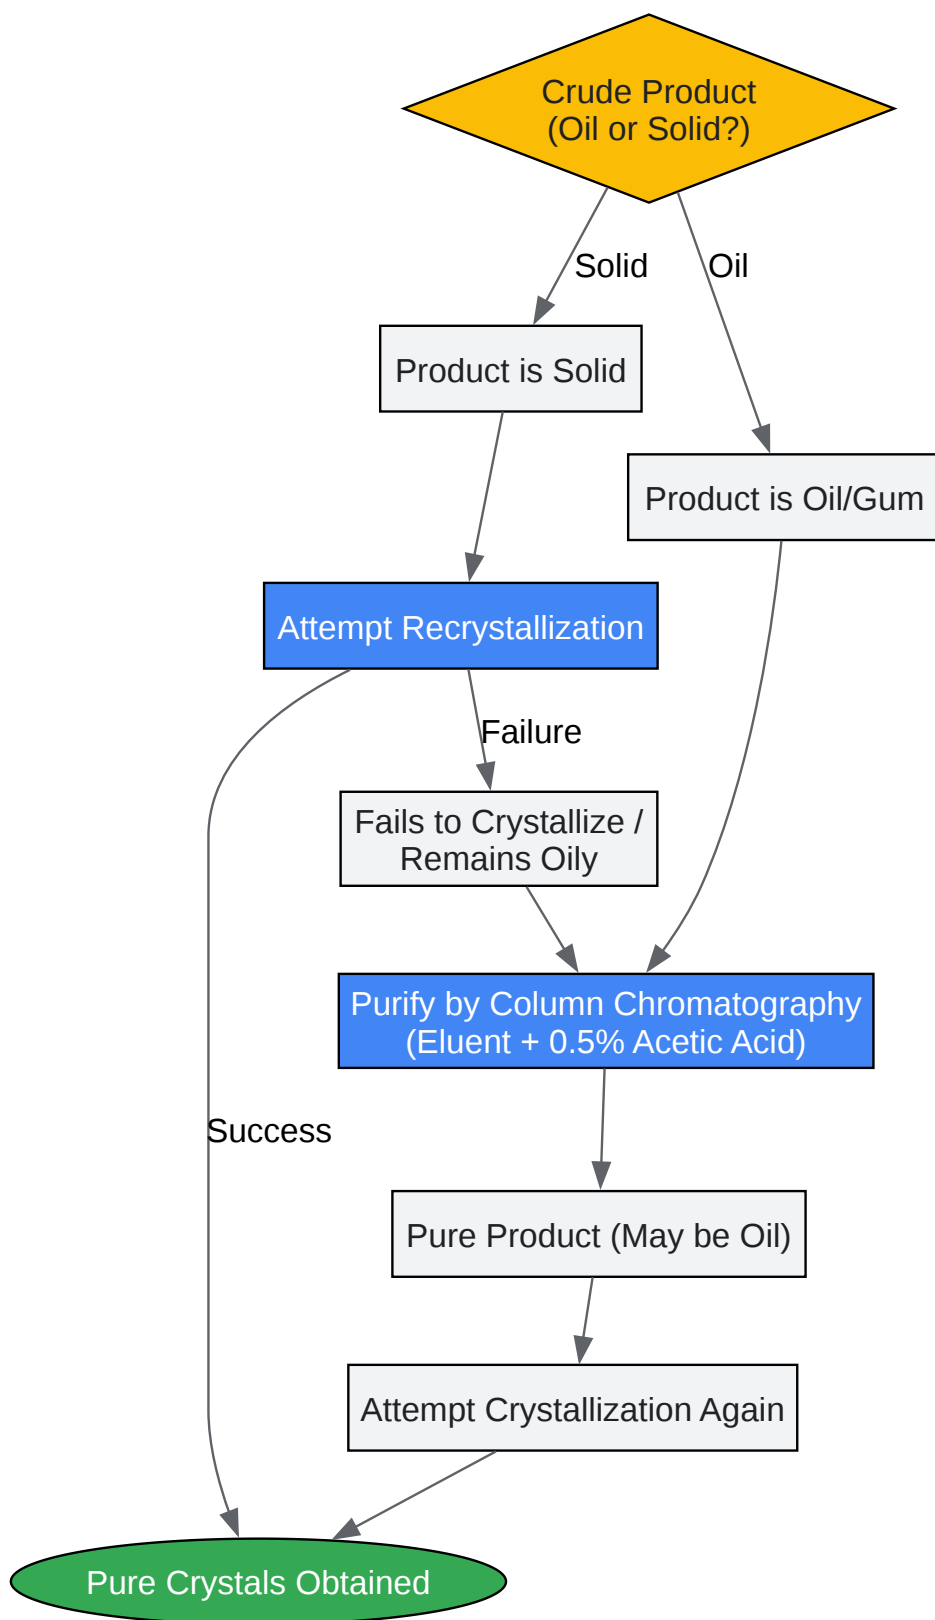 Crude Product
(Oil or Solid?)
Solid
Oil
Product is Solid
Product is Oil/Gum
Attempt Recrystallization
Failure
Fails to Crystallize /
Remains Oily
Purify by Column Chromatography
(Eluent + 0.5% Acetic Acid)
Success
Pure Product (May be Oil)
Attempt Crystallization Again
Pure Crystals Obtained